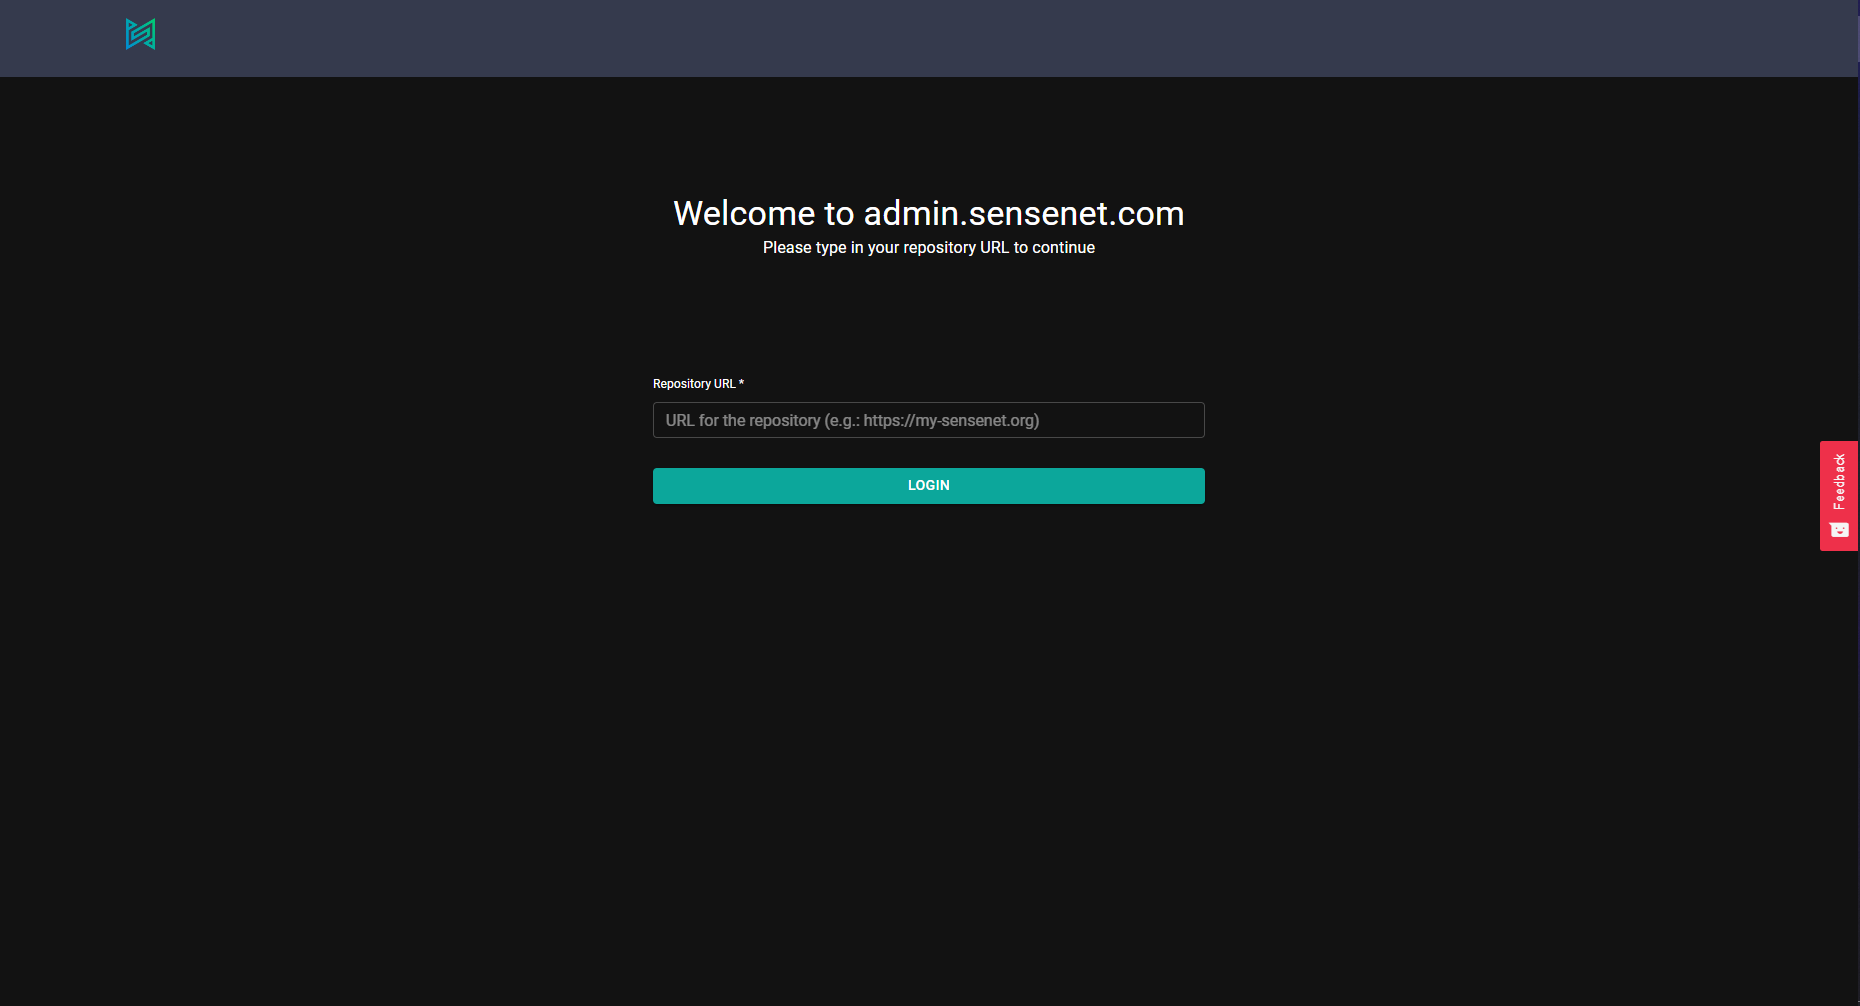 Welcome to admin.sensenet.com
Please type in your repository URL to continue
Repository URL *
URL for the repository (e.g.: https://my-sensenet.org)
LOGIN
Feedback